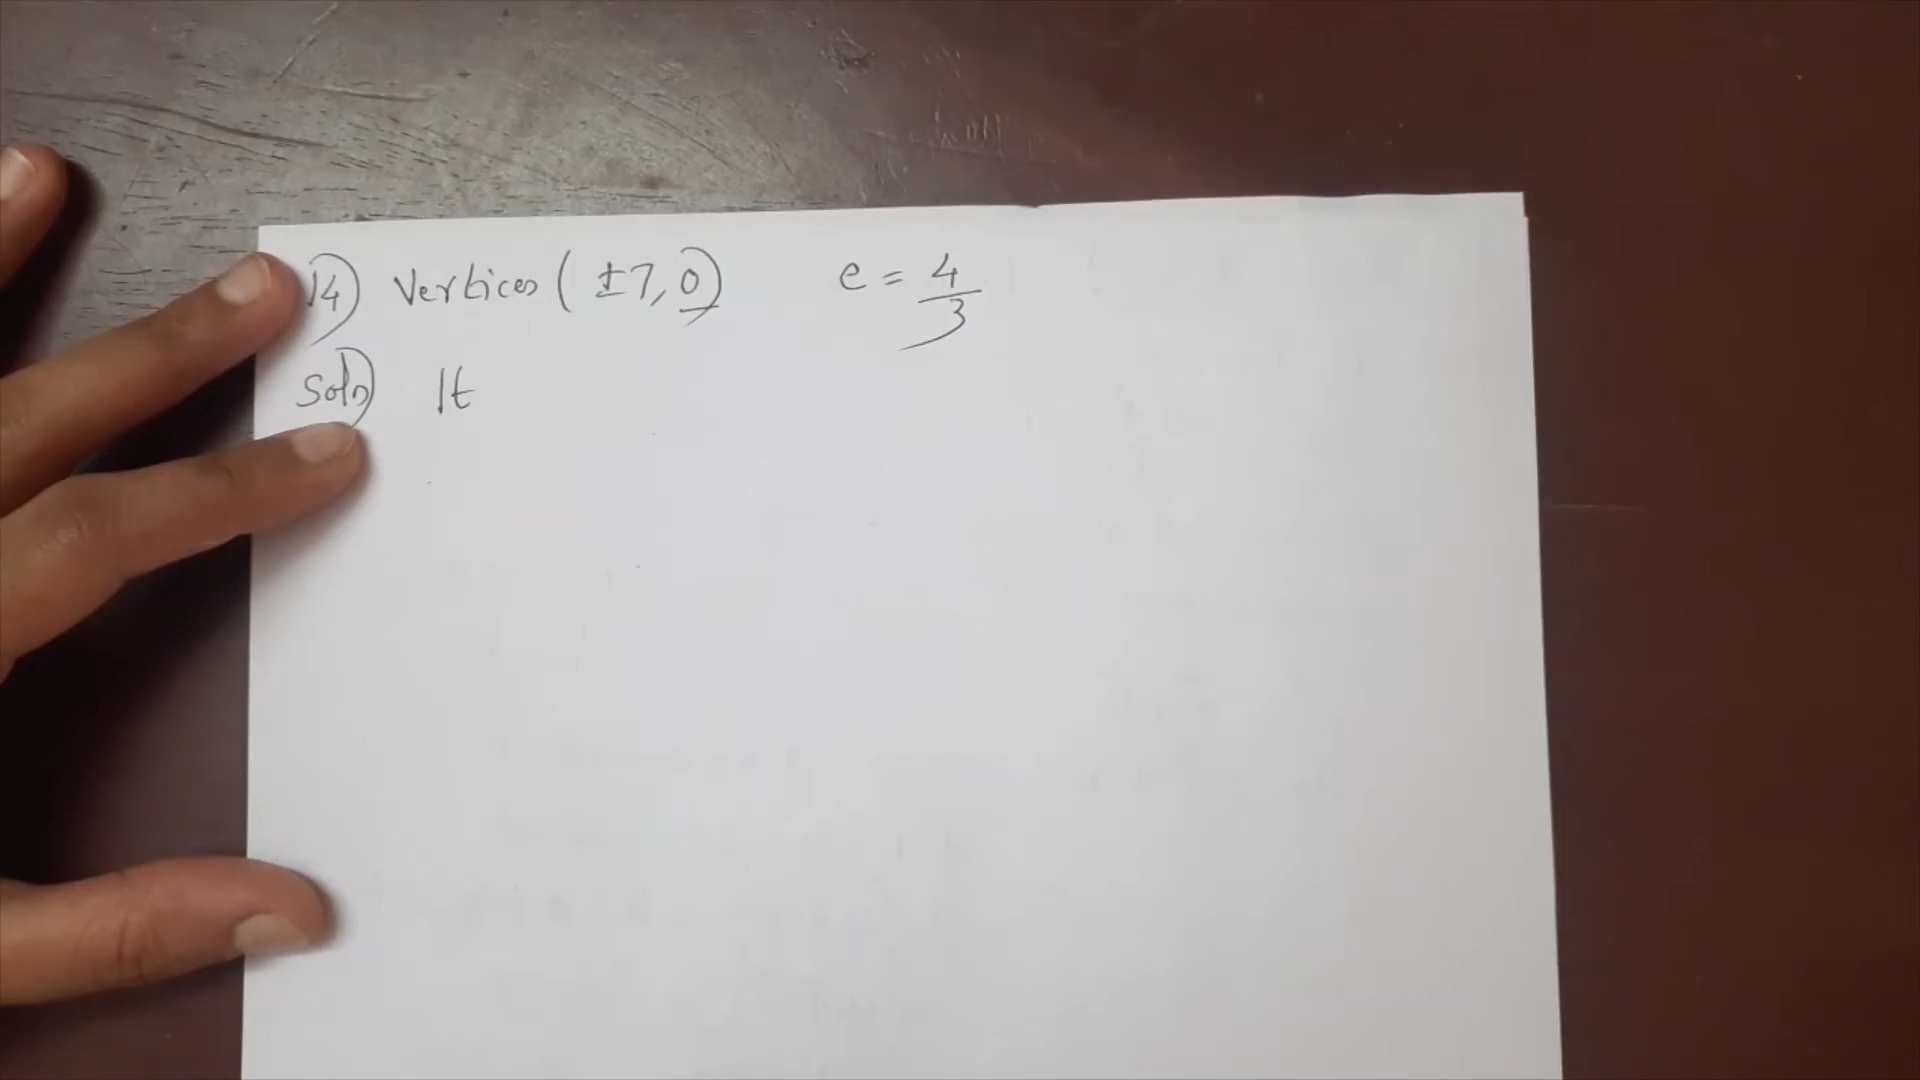 14) Vertices (±7, 0) e = 4/3
Soln) It